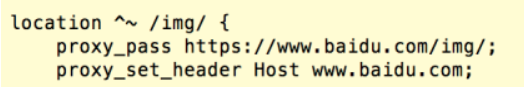 location ^~ /img/ {
    proxy_pass https://www.baidu.com/img/;
    proxy_set_header Host www.baidu.com;